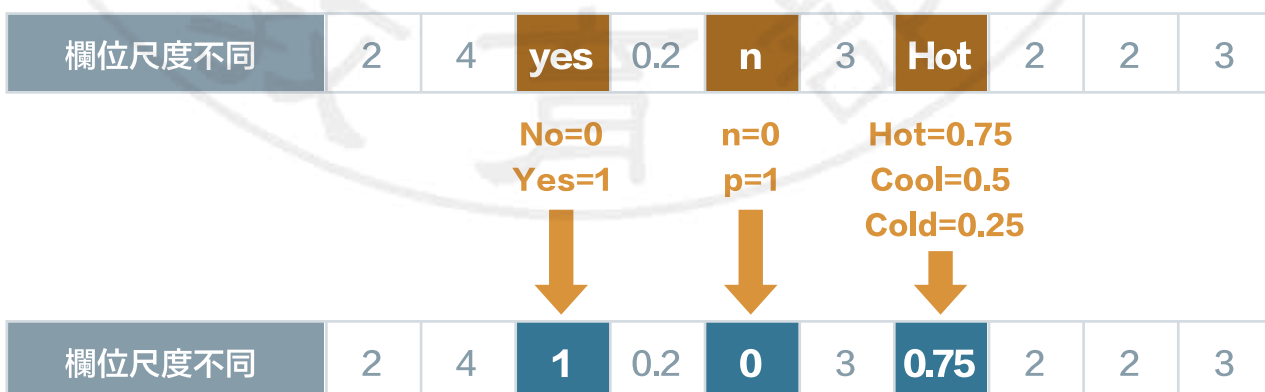 欄位尺度不同 2 4 yes 0.2 n 3 Hot 2 2 3
No=0 n=0 Hot=0.75
Yes=1 p=1 Cool=0.5
Cold=0.25
欄位尺度不同 2 4 1 0.2 0 3 0.75 2 2 3